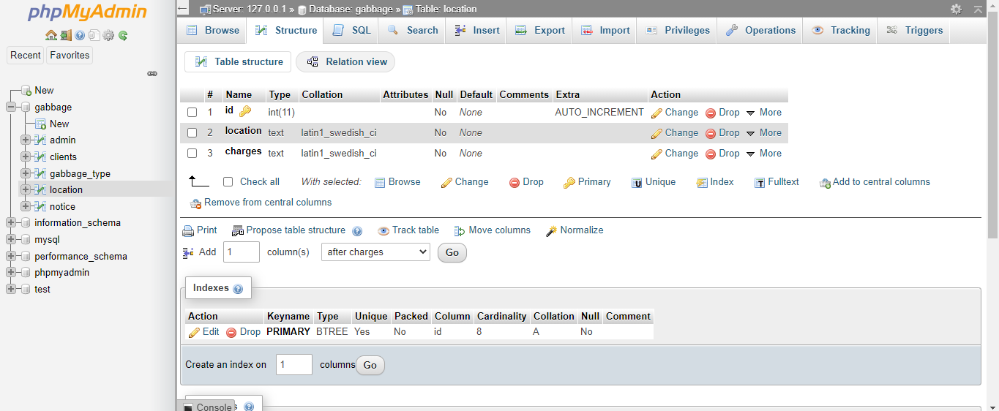 phpMyAdmin
Recent Favorites
New
gabbage
New
admin
clients
gabbage_type
location
notice
information_schema
mysql
performance_schema
phpmyadmin
test
Server: 127.0.0.1 » Database: gabbage » Table: location
Browse Structure SQL Search Insert Export Import Privileges Operations Tracking Triggers
Table structure Relation view
# Name Type Collation Attributes Null Default Comments Extra Action
1 id int(11) No None AUTO_INCREMENT Change Drop More
2 location text latin1_swedish_ci No None Change Drop More
3 charges text latin1_swedish_ci No None Change Drop More
Check all With selected: Browse Change Drop Primary Unique Index Fulltext Add to central columns
Remove from central columns
Print Propose table structure Track table Move columns Normalize
Add 1 column(s) after charges Go
Indexes
Action Keyname Type Unique Packed Column Cardinality Collation Null Comment
Edit Drop PRIMARY BTREE Yes No id 8 A No
Create an index on 1 columns Go
Console